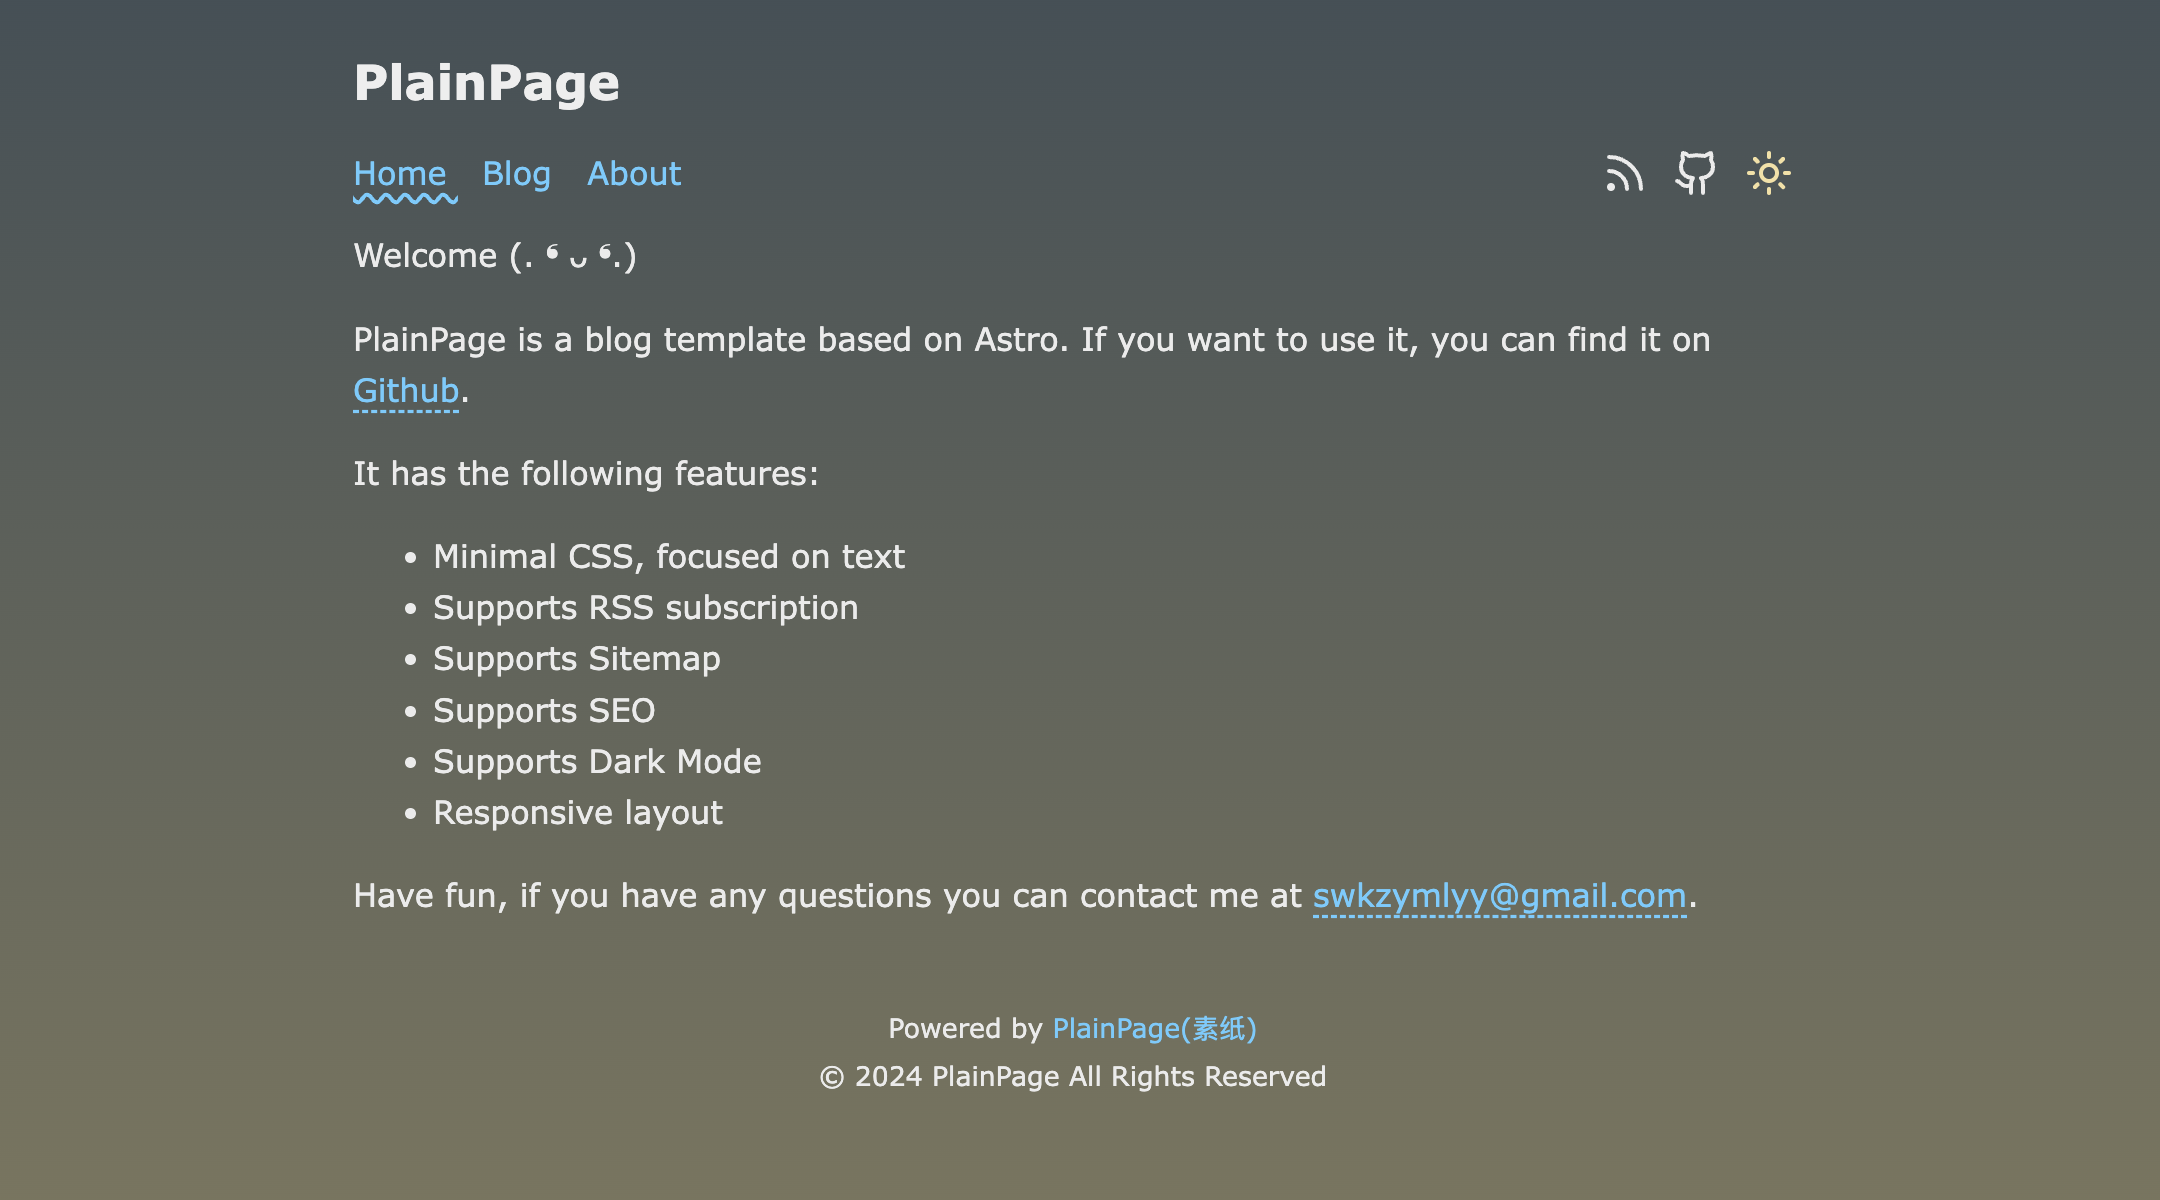 PlainPage
Home Blog About
Welcome (. ❛ ᴗ ❛.)
PlainPage is a blog template based on Astro. If you want to use it, you can find it on
Github.
It has the following features:
• Minimal CSS, focused on text
• Supports RSS subscription
• Supports Sitemap
• Supports SEO
• Supports Dark Mode
• Responsive layout
Have fun, if you have any questions you can contact me at swkzymlyy@gmail.com.
Powered by PlainPage(素纸)
© 2024 PlainPage All Rights Reserved